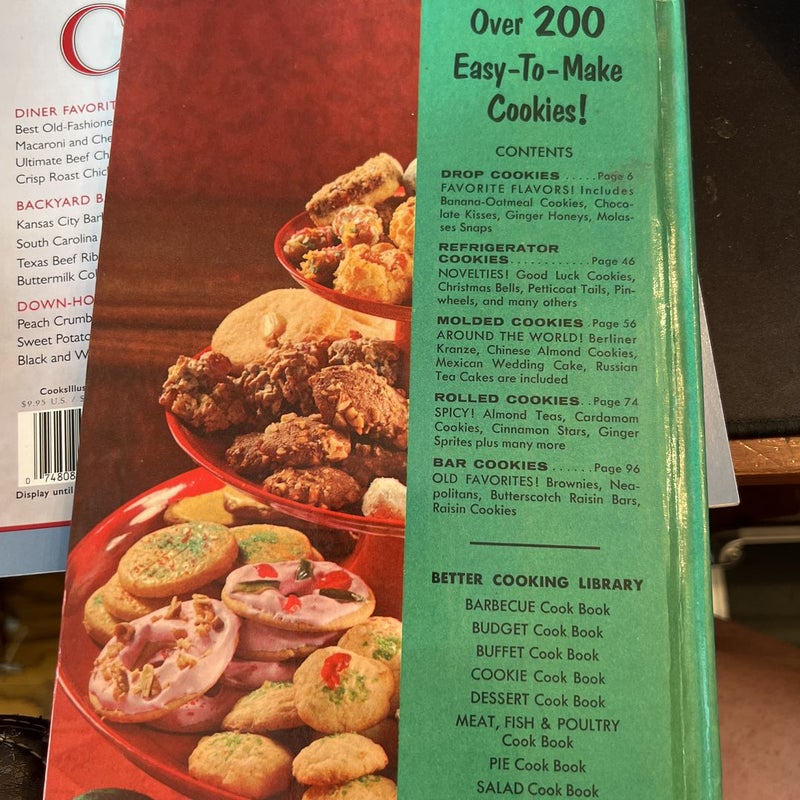 C
DINER FAVORIT
Best Old-Fashione
Macaroni and Che
Ultimate Beef Ch
Crisp Roast Chic
BACKYARD B
Kansas City Bar
South Carolina
Texas Beef Rib
Buttermilk Co
DOWN-HO
Peach Crumb
Sweet Potato
Black and W
CooksIllus
$9.95 U.S. / $
0 74808
Display until
Over 200
Easy-To-Make
Cookies!
CONTENTS
DROP COOKIES .....Page 6
FAVORITE FLAVORS! Includes
Banana-Oatmeal Cookies, Choco-
late Kisses, Ginger Honeys, Molas-
ses Snaps
REFRIGERATOR
COOKIES............Page 46
NOVELTIES! Good Luck Cookies,
Christmas Bells, Petticoat Tails, Pin-
wheels, and many others
MOLDED COOKIES .Page 56
AROUND THE WORLD! Berliner
Kranze, Chinese Almond Cookies,
Mexican Wedding Cake, Russian
Tea Cakes are included
ROLLED COOKIES..Page 74
SPICY! Almond Teas, Cardamom
Cookies, Cinnamon Stars, Ginger
Sprites plus many more
BAR COOKIES ......Page 96
OLD FAVORITES! Brownies, Nea-
politans, Butterscotch Raisin Bars,
Raisin Cookies
BETTER COOKING LIBRARY
BARBECUE Cook Book
BUDGET Cook Book
BUFFET Cook Book
COOKIE Cook Book
DESSERT Cook Book
MEAT, FISH & POULTRY
Cook Book
PIE Cook Book
SALAD Cook Book